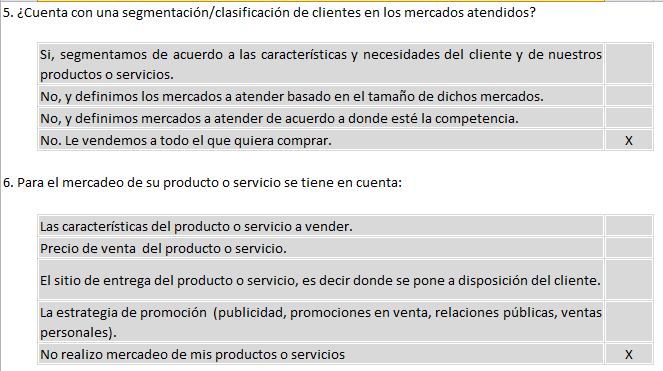 5. ¿Cuenta con una segmentación/clasificación de clientes en los mercados atendidos?
Si, segmentamos de acuerdo a las características y necesidades del cliente y de nuestros
productos o servicios.
No, y definimos los mercados a atender basado en el tamaño de dichos mercados.
No, y definimos mercados a atender de acuerdo a donde esté la competencia.
No. Le vendemos a todo el que quiera comprar. X
6. Para el mercadeo de su producto o servicio se tiene en cuenta:
Las características del producto o servicio a vender.
Precio de venta del producto o servicio.
El sitio de entrega del producto o servicio, es decir donde se pone a disposición del cliente.
La estrategia de promoción (publicidad, promociones en venta, relaciones públicas, ventas
personales).
No realizo mercadeo de mis productos o servicios X